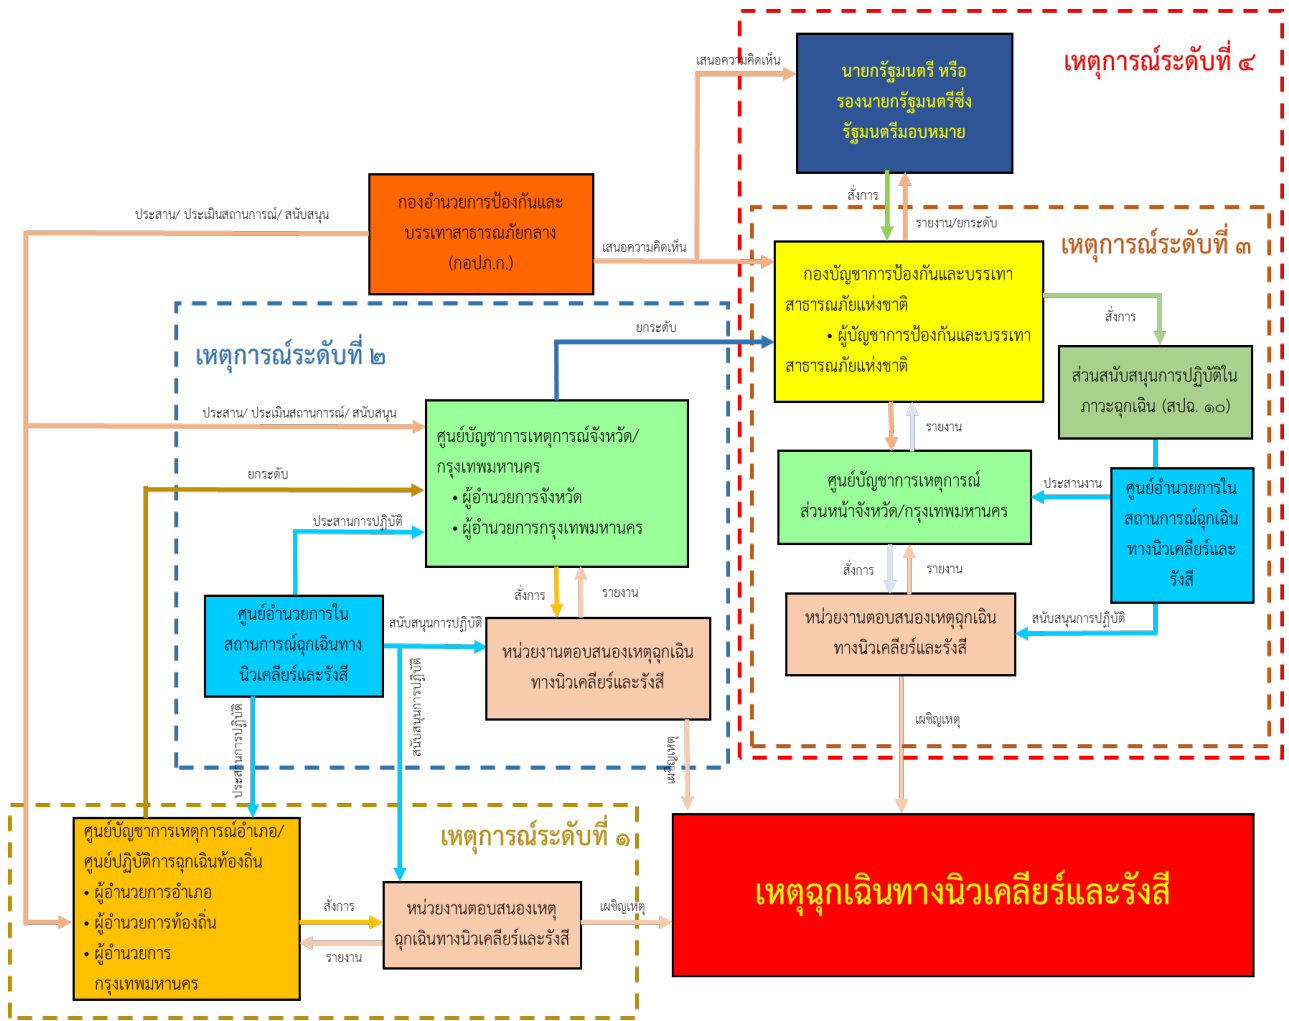 เหตุการณ์ระดับที่ ๔
เสนอความคิดเห็น
นายกรัฐมนตรี หรือ
รองนายกรัฐมนตรีซึ่ง
รัฐมนตรีมอบหมาย
สั่งการ
รายงาน/ยกระดับ
ประสาน/ ประเมินสถานการณ์/ สนับสนุน
กองอำนวยการป้องกันและ
บรรเทาสาธารณภัยกลาง
(กอปภ.ก.)
เสนอความคิดเห็น
เหตุการณ์ระดับที่ ๓
กองบัญชาการป้องกันและบรรเทา
สาธารณภัยแห่งชาติ
• ผู้บัญชาการป้องกันและบรรเทา
สาธารณภัยแห่งชาติ
สั่งการ
ส่วนสนับสนุนการปฏิบัติใน
ภาวะฉุกเฉิน (สปฉ. ๑๐)
รายงาน
ศูนย์บัญชาการเหตุการณ์
ส่วนหน้าจังหวัด/กรุงเทพมหานคร
ประสานงาน
ศูนย์อำนวยการใน
สถานการณ์ฉุกเฉิน
ทางนิวเคลียร์และ
รังสี
สั่งการ
รายงาน
หน่วยงานตอบสนองเหตุฉุกเฉิน
ทางนิวเคลียร์และรังสี
สนับสนุนการปฏิบัติ
เผชิญเหตุ
เหตุการณ์ระดับที่ ๒
ยกระดับ
ประสาน/ ประเมินสถานการณ์/ สนับสนุน
ศูนย์บัญชาการเหตุการณ์จังหวัด/
กรุงเทพมหานคร
• ผู้อำนวยการจังหวัด
• ผู้อำนวยการกรุงเทพมหานคร
ยกระดับ
ประสานการปฏิบัติ
สั่งการ
รายงาน
ศูนย์อำนวยการใน
สถานการณ์ฉุกเฉินทาง
นิวเคลียร์และรังสี
สนับสนุนการปฏิบัติ
หน่วยงานตอบสนองเหตุฉุกเฉิน
ทางนิวเคลียร์และรังสี
สนับสนุนการปฏิบัติ
ประสานการปฏิบัติ
เผชิญเหตุ
เหตุการณ์ระดับที่ ๑
ศูนย์บัญชาการเหตุการณ์อำเภอ/
ศูนย์ปฏิบัติการฉุกเฉินท้องถิ่น
• ผู้อำนวยการอำเภอ
• ผู้อำนวยการท้องถิ่น
• ผู้อำนวยการ
กรุงเทพมหานคร
สั่งการ
รายงาน
หน่วยงานตอบสนองเหตุ
ฉุกเฉินทางนิวเคลียร์และรังสี
เผชิญเหตุ
เหตุฉุกเฉินทางนิวเคลียร์และรังสี